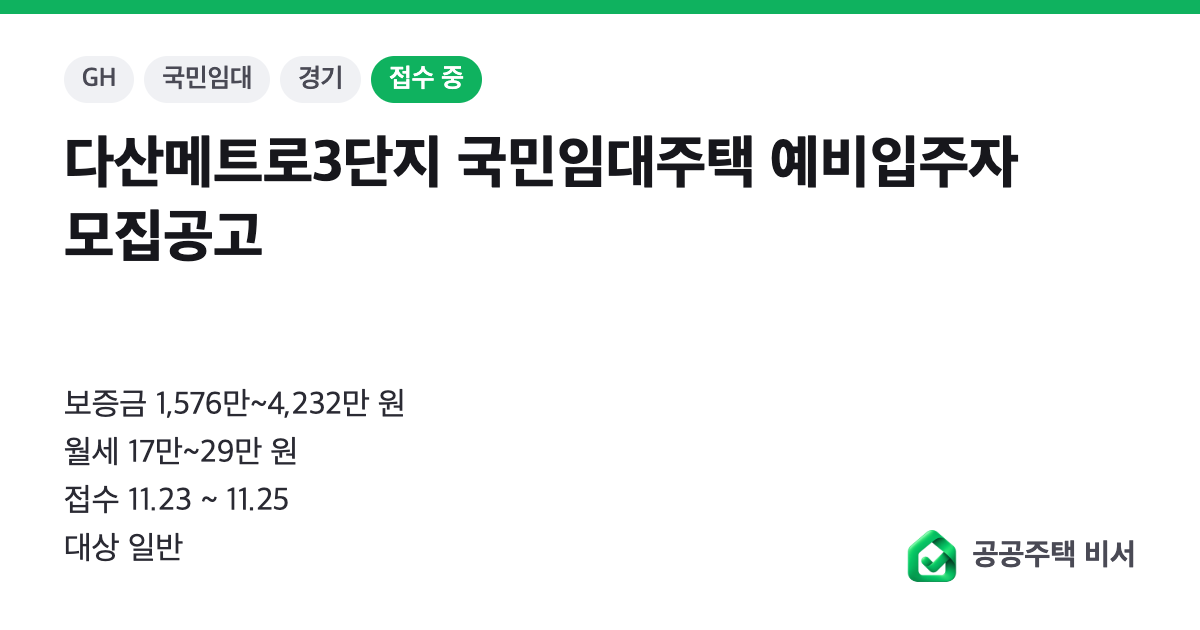 GH 국민임대 경기 접수 중
다산메트로3단지 국민임대주택 예비입주자
모집공고
보증금 1,576만~4,232만 원
월세 17만~29만 원
접수 11.23 ~ 11.25
대상 일반
공공주택 비서